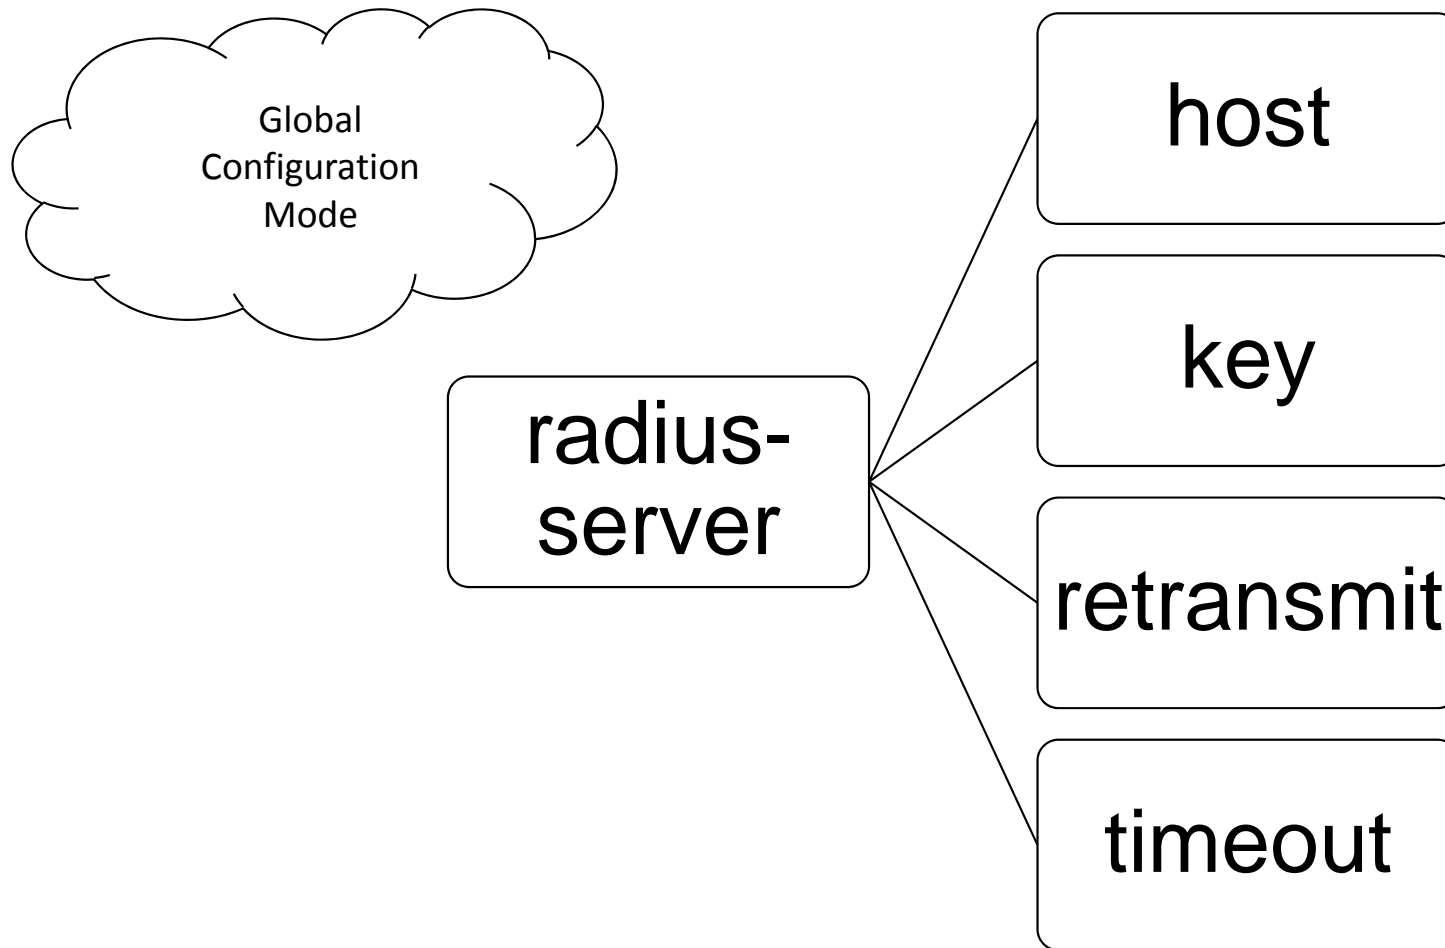 Global
Configuration
Mode
host
key
radius-
server
retransmit
timeout